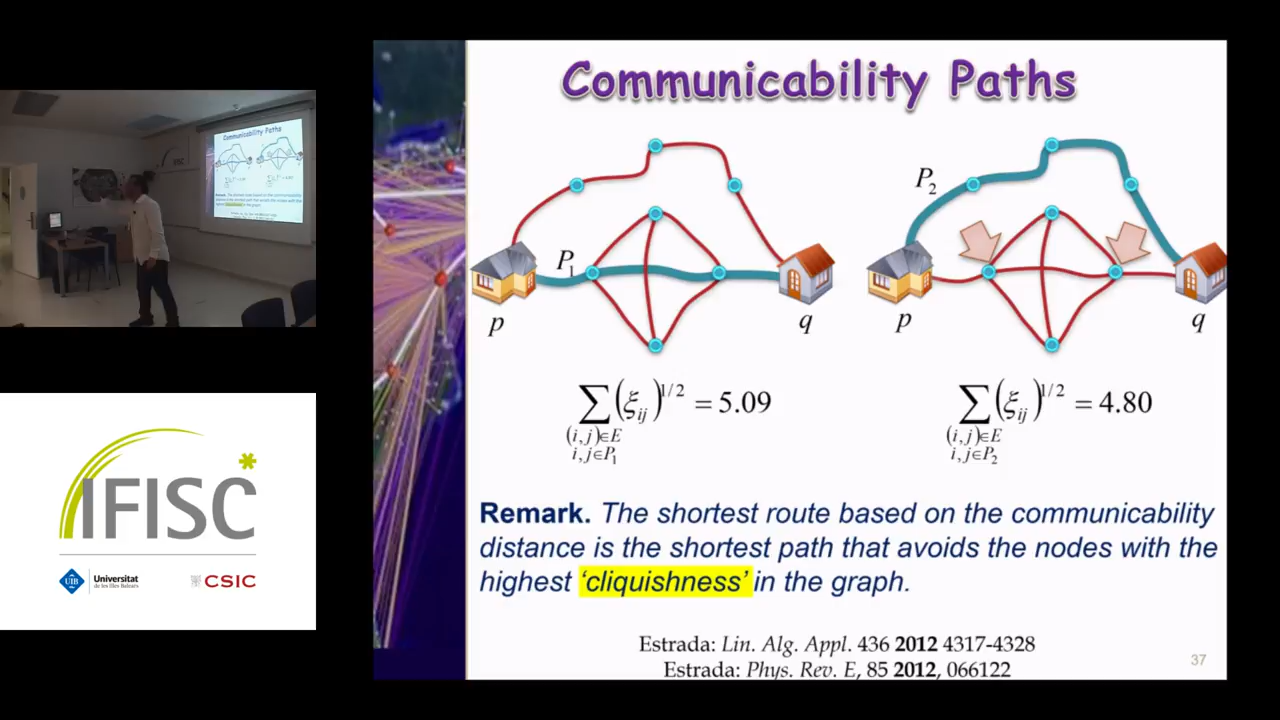 Communicability Paths
P₁
p
q
P₂
p
q
∑(ξij)^1/2 = 5.09
(i, j)∈E
i, j∈P₁
∑(ξij)^1/2 = 4.80
(i, j)∈E
i, j∈P₂
Remark. The shortest route based on the communicability
distance is the shortest path that avoids the nodes with the
highest 'cliquishness' in the graph.
Estrada: Lin. Alg. Appl. 436 2012 4317-4328
Estrada: Phys. Rev. E, 85 2012, 066122
37
IFISC
UIB
Universitat
de les Illes Balears
CSIC
Communicability Paths